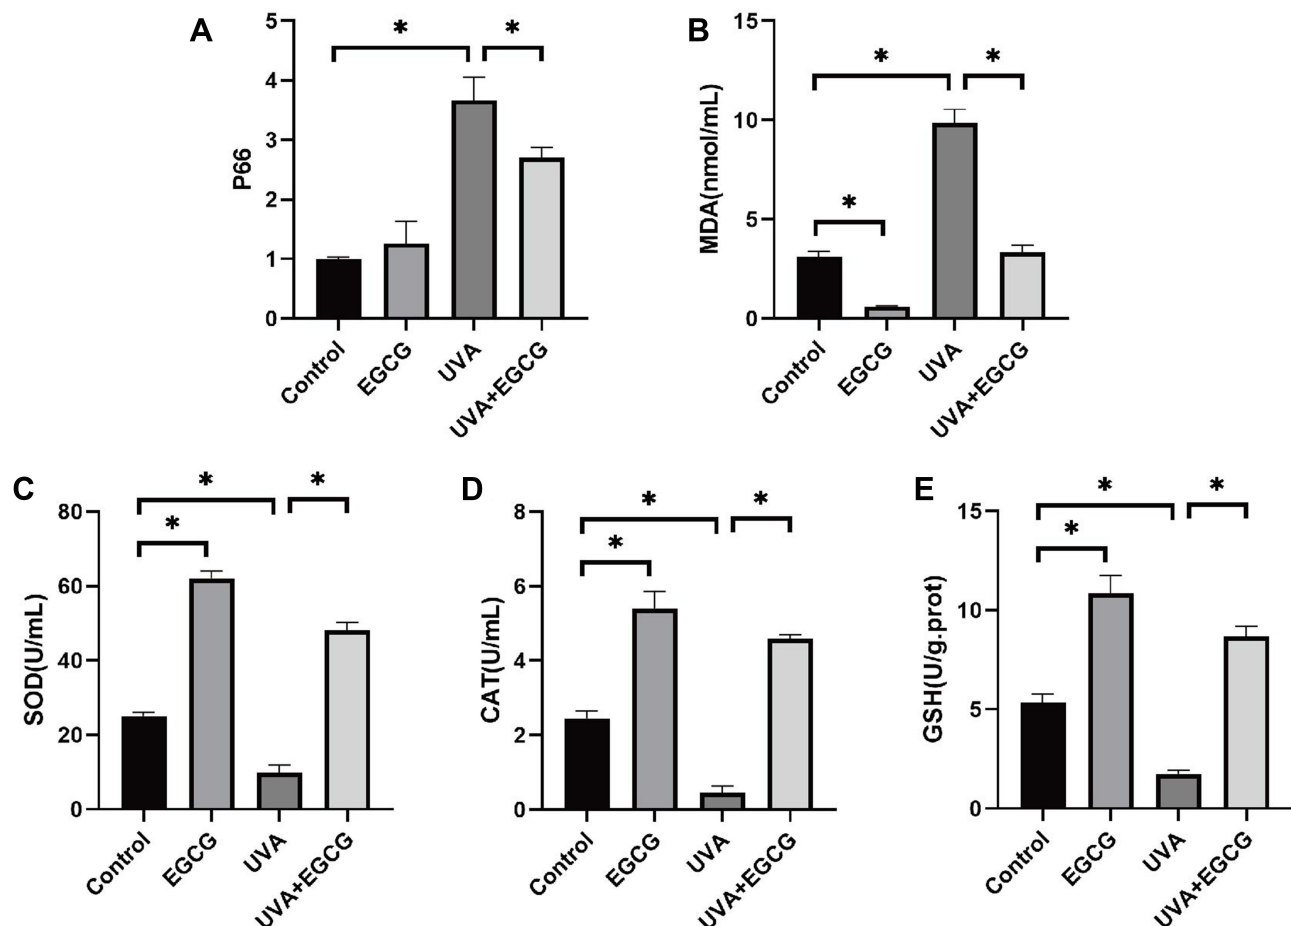 A
P66
5
4
3
2
1
0
*
*
Control
EGCG
UVA
UVA+EGCG
B
MDA(nmol/mL)
15
10
5
0
*
*
*
Control
EGCG
UVA
UVA+EGCG
C
SOD(U/mL)
80
60
40
20
0
*
*
*
Control
EGCG
UVA
UVA+EGCG
D
CAT(U/mL)
8
6
4
2
0
*
*
*
Control
EGCG
UVA
UVA+EGCG
E
GSH(U/g.prot)
15
10
5
0
*
*
*
Control
EGCG
UVA
UVA+EGCG